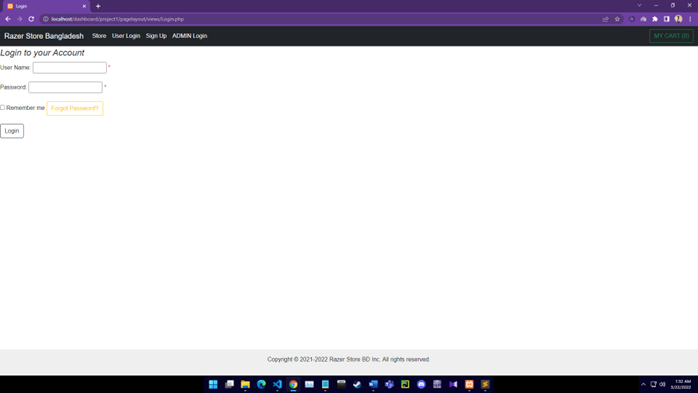 Login
localhost/dashboard/project1/pagelayout/views/Login.php
Razer Store Bangladesh Store User Login Sign Up ADMIN Login MY CART (0)
Login to your Account
User Name: *
Password: *
Remember me Forgot Password?
Login
Copyright © 2021-2022 Razer Store BD Inc. All rights reserved.
1:52 AM
5/22/2022